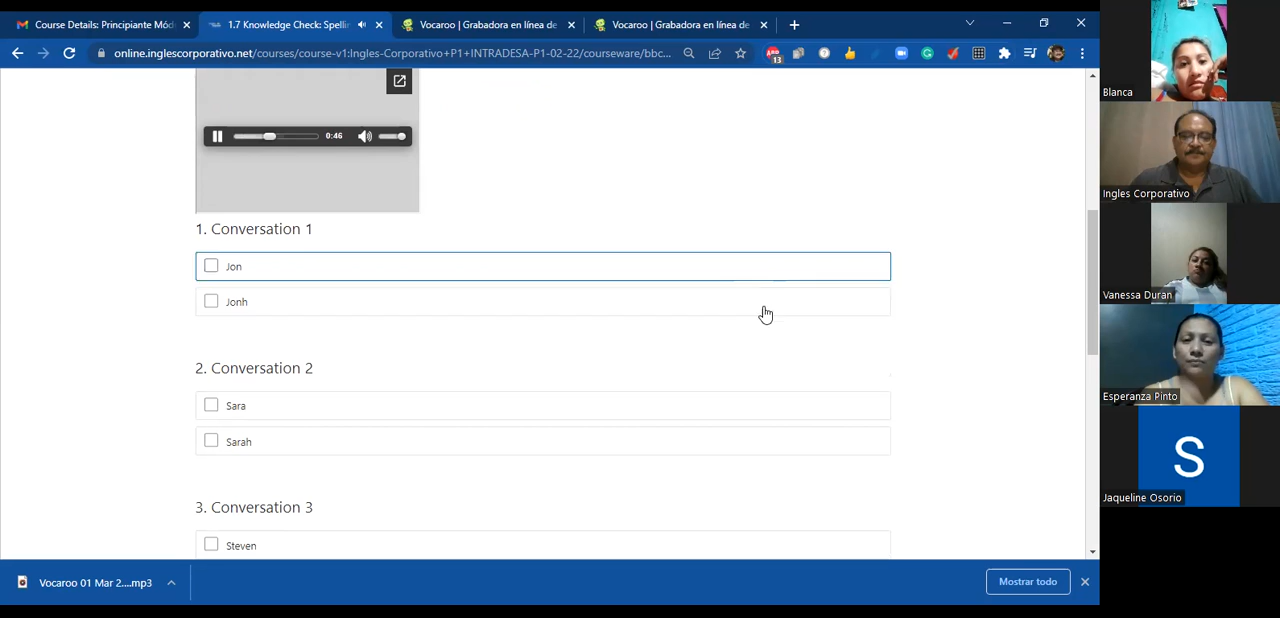 Course Details: Principiante Mód
1.7 Knowledge Check: Spellin
Vocaroo | Grabadora en línea de
Vocaroo | Grabadora en línea de
online.inglescorporativo.net/courses/course-v1:Ingles-Corporativo+P1+INTRADESA-P1-02-22/courseware/bbc...
13
0:46
1. Conversation 1
Jon
Jonh
2. Conversation 2
Sara
Sarah
3. Conversation 3
Steven
Vocaroo 01 Mar 2....mp3
Mostrar todo
Blanca
Ingles Corporativo
Vanessa Duran
Esperanza Pinto
S
Jaqueline Osorio